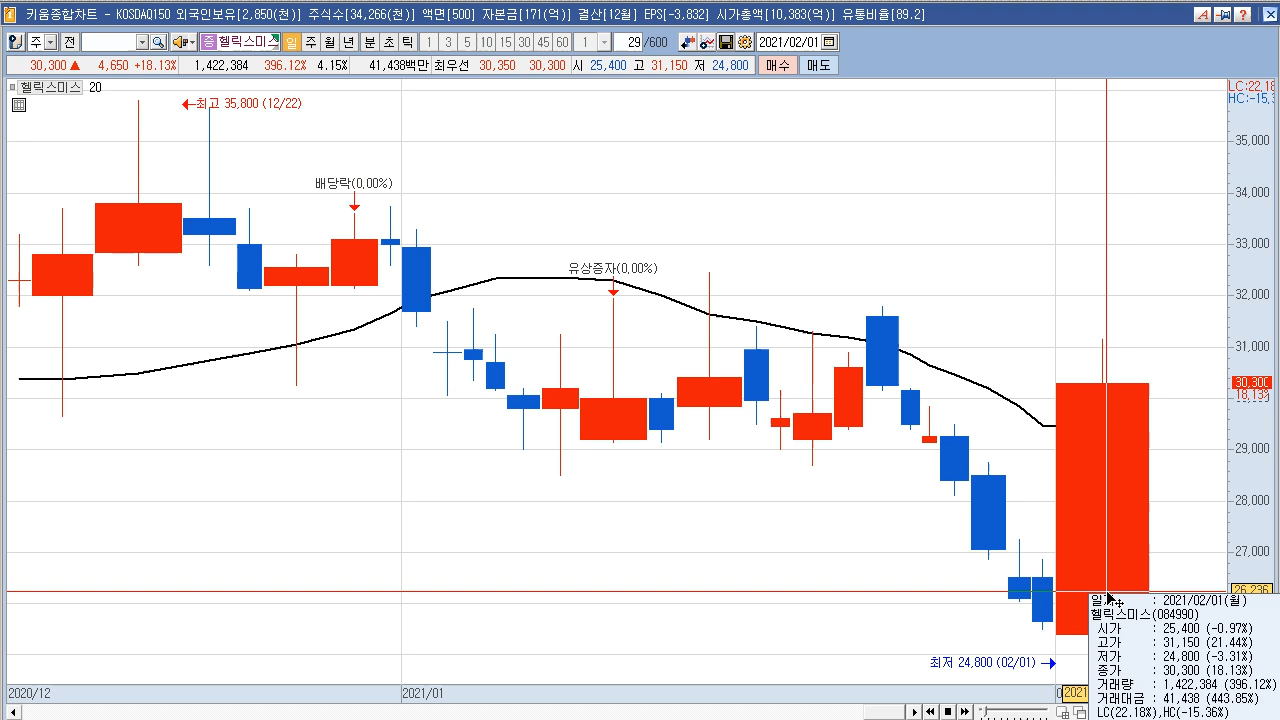 키움종합차트 - KOSDAQ150 외국인보유[2,850(천)] 주식수[34,266(천)] 액면[500] 자본금[171(억)] 결산[12월] EPS[-3,833] 시가총액[10,383(억)] 유통비율[89.2]
주 전 증 헬릭스미스 일 주 월 년 분 초 틱 1 3 5 10 15 30 45 60 1 29 /600 2021/02/01
30,300 ▲ 4,650 +18.13% 1,422,384 396.12% 4.15% 41,438백만 최우선 30,350 30,300 시 25,400 고 31,150 저 24,800 매수 매도
헬릭스미스 20
LC:22,18
HC:-15,3
최고 35,800 (12/22)
35,000
배당락(0,00%)
34,000
33,000
유상증자(0,00%)
32,000
31,000
30,300
18,13%
29,000
28,000
27,000
26,236
일자 : 2021/02/01(월)
헬릭스미스(084990)
시가 : 25,400 (-0.97%)
고가 : 31,150 (21.44%)
저가 : 24,800 (-3.31%)
종가 : 30,300 (18.13%)
거래량 : 1,422,384 (396.12%)
거래대금 : 41,438 (443.85%)
LC(22.18%) HC(-15.36%)
최저 24,800 (02/01)
2020/12
2021/01
2021